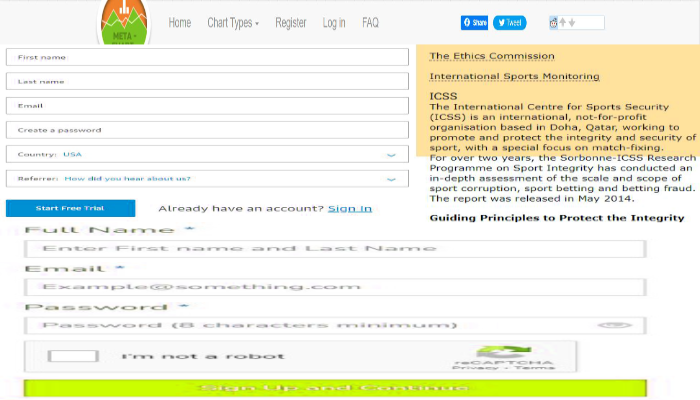 META -
Home Chart Types Register Log in FAQ
Share Tweet
First name
Last name
Email
Create a password
Country: USA
Referrer: How did you hear about us?
Start Free Trial Already have an account? Sign in
The Ethics Commission
International Sports Monitoring
ICSS
The International Centre for Sports Security
(ICSS) is an international, not-for-profit
organisation based in Doha, Qatar, working to
promote and protect the integrity and security of
sport, with a special focus on match-fixing.
For over two years, the Sorbonne-ICSS Research
Programme on Sport Integrity has conducted an
in-depth assessment of the scale and scope of
sport corruption, sport betting and betting fraud.
The report was released in May 2014.
Guiding Principles to Protect the Integrity
Full Name *
Enter First name and Last Name
Email *
Example@something.com
Password *
Password (8 characters minimum)
I'm not a robot
reCAPTCHA
Privacy - Terms
Sign Up and Continue